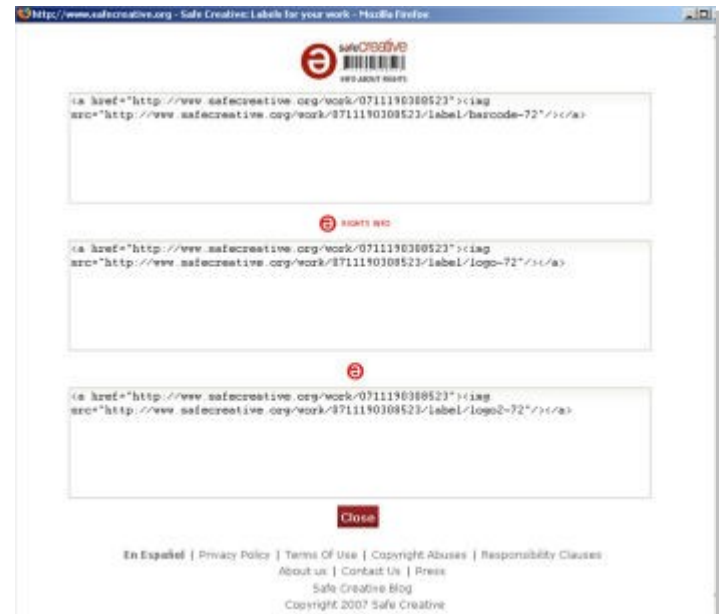 http://www.safecreative.org - Safe Creative: Labels for your work - Mozilla Firefox
safe creative
INFO ABOUT RIGHTS
<a href="http://www.safecreative.org/work/0711190308523"><img
src="http://www.safecreative.org/work/0711190308523/label/barcode-72"/></a>
RIGHTS INFO
<a href="http://www.safecreative.org/work/0711190308523"><img
src="http://www.safecreative.org/work/0711190308523/label/logo-72"/></a>
<a href="http://www.safecreative.org/work/0711190308523"><img
src="http://www.safecreative.org/work/0711190308523/label/logo2-72"/></a>
Close
En Español | Privacy Policy | Terms Of Use | Copyright Abuses | Responsibility Clauses
About us | Contact Us | Press
Safe Creative Blog
Copyright 2007 Safe Creative